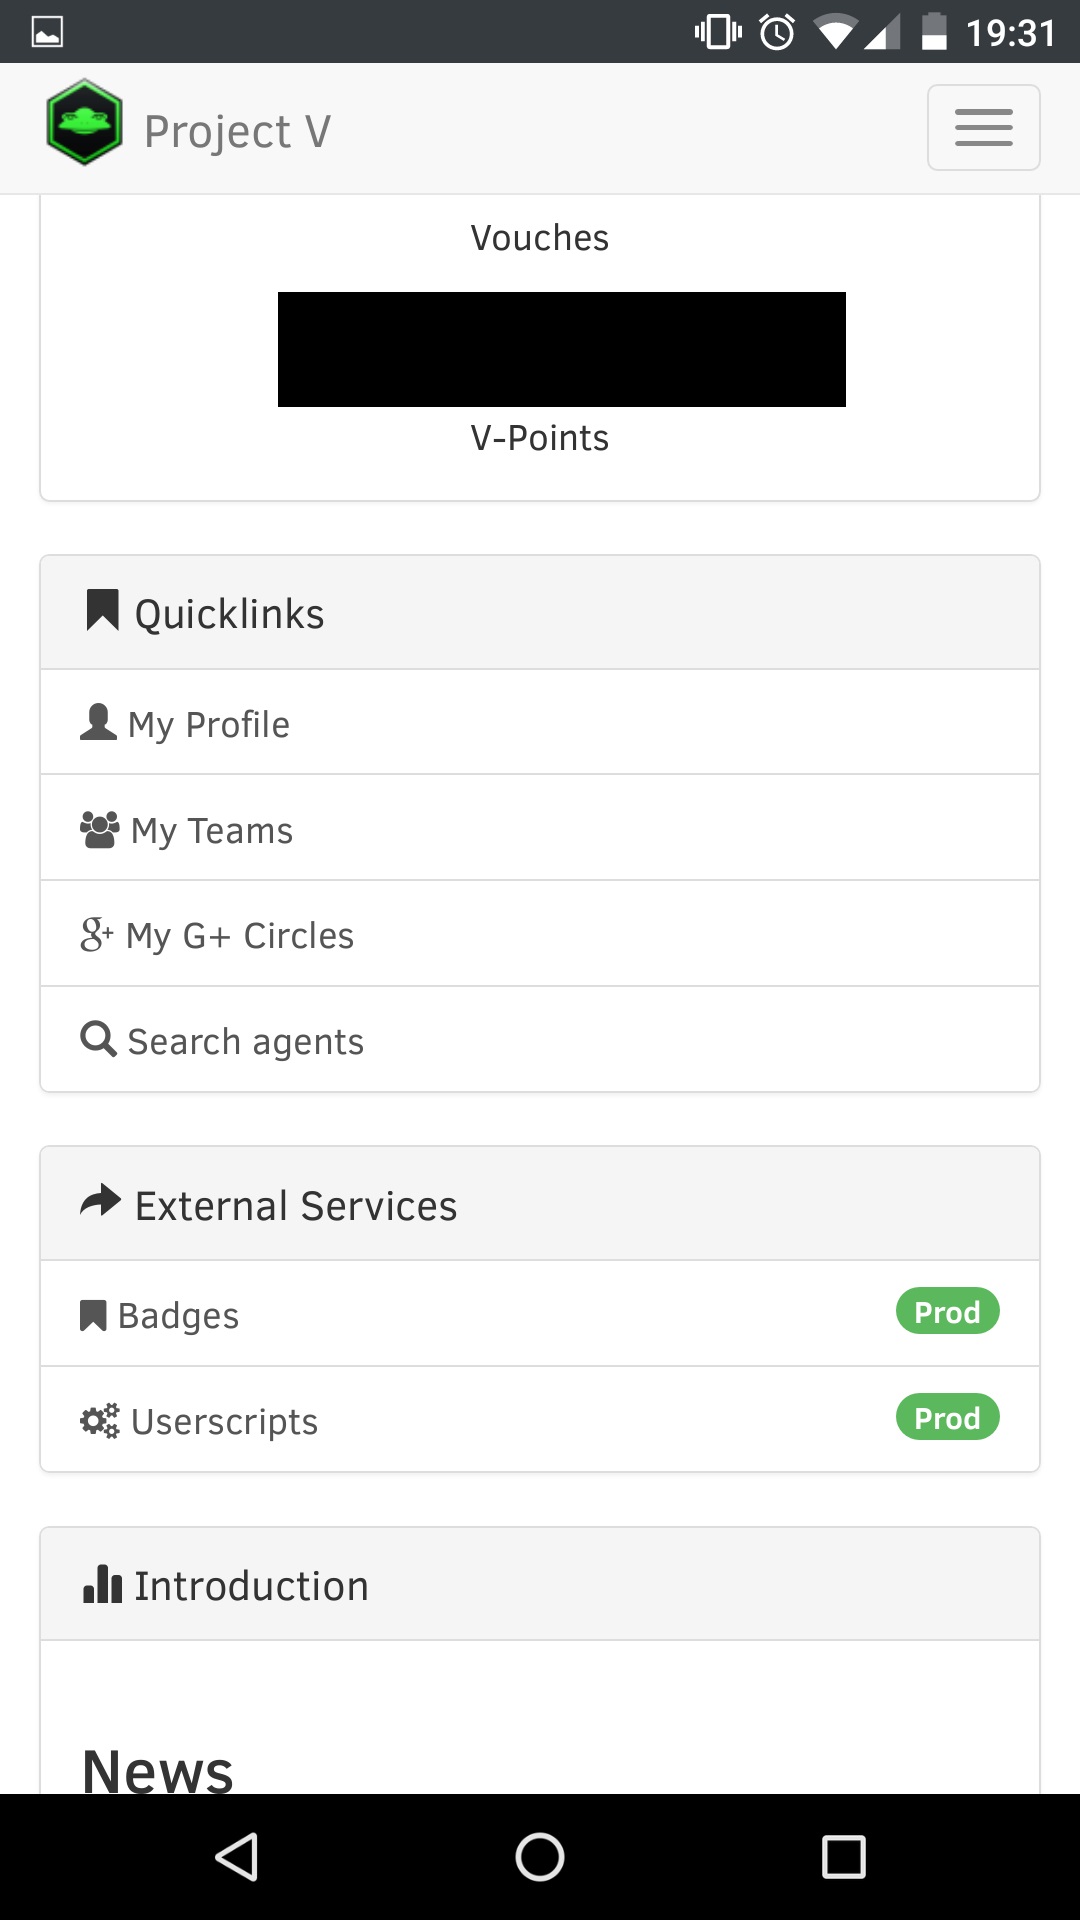 19:31
Project V
Vouches
V-Points
Quicklinks
My Profile
My Teams
g+ My G+ Circles
Search agents
External Services
Badges Prod
Userscripts Prod
Introduction
News